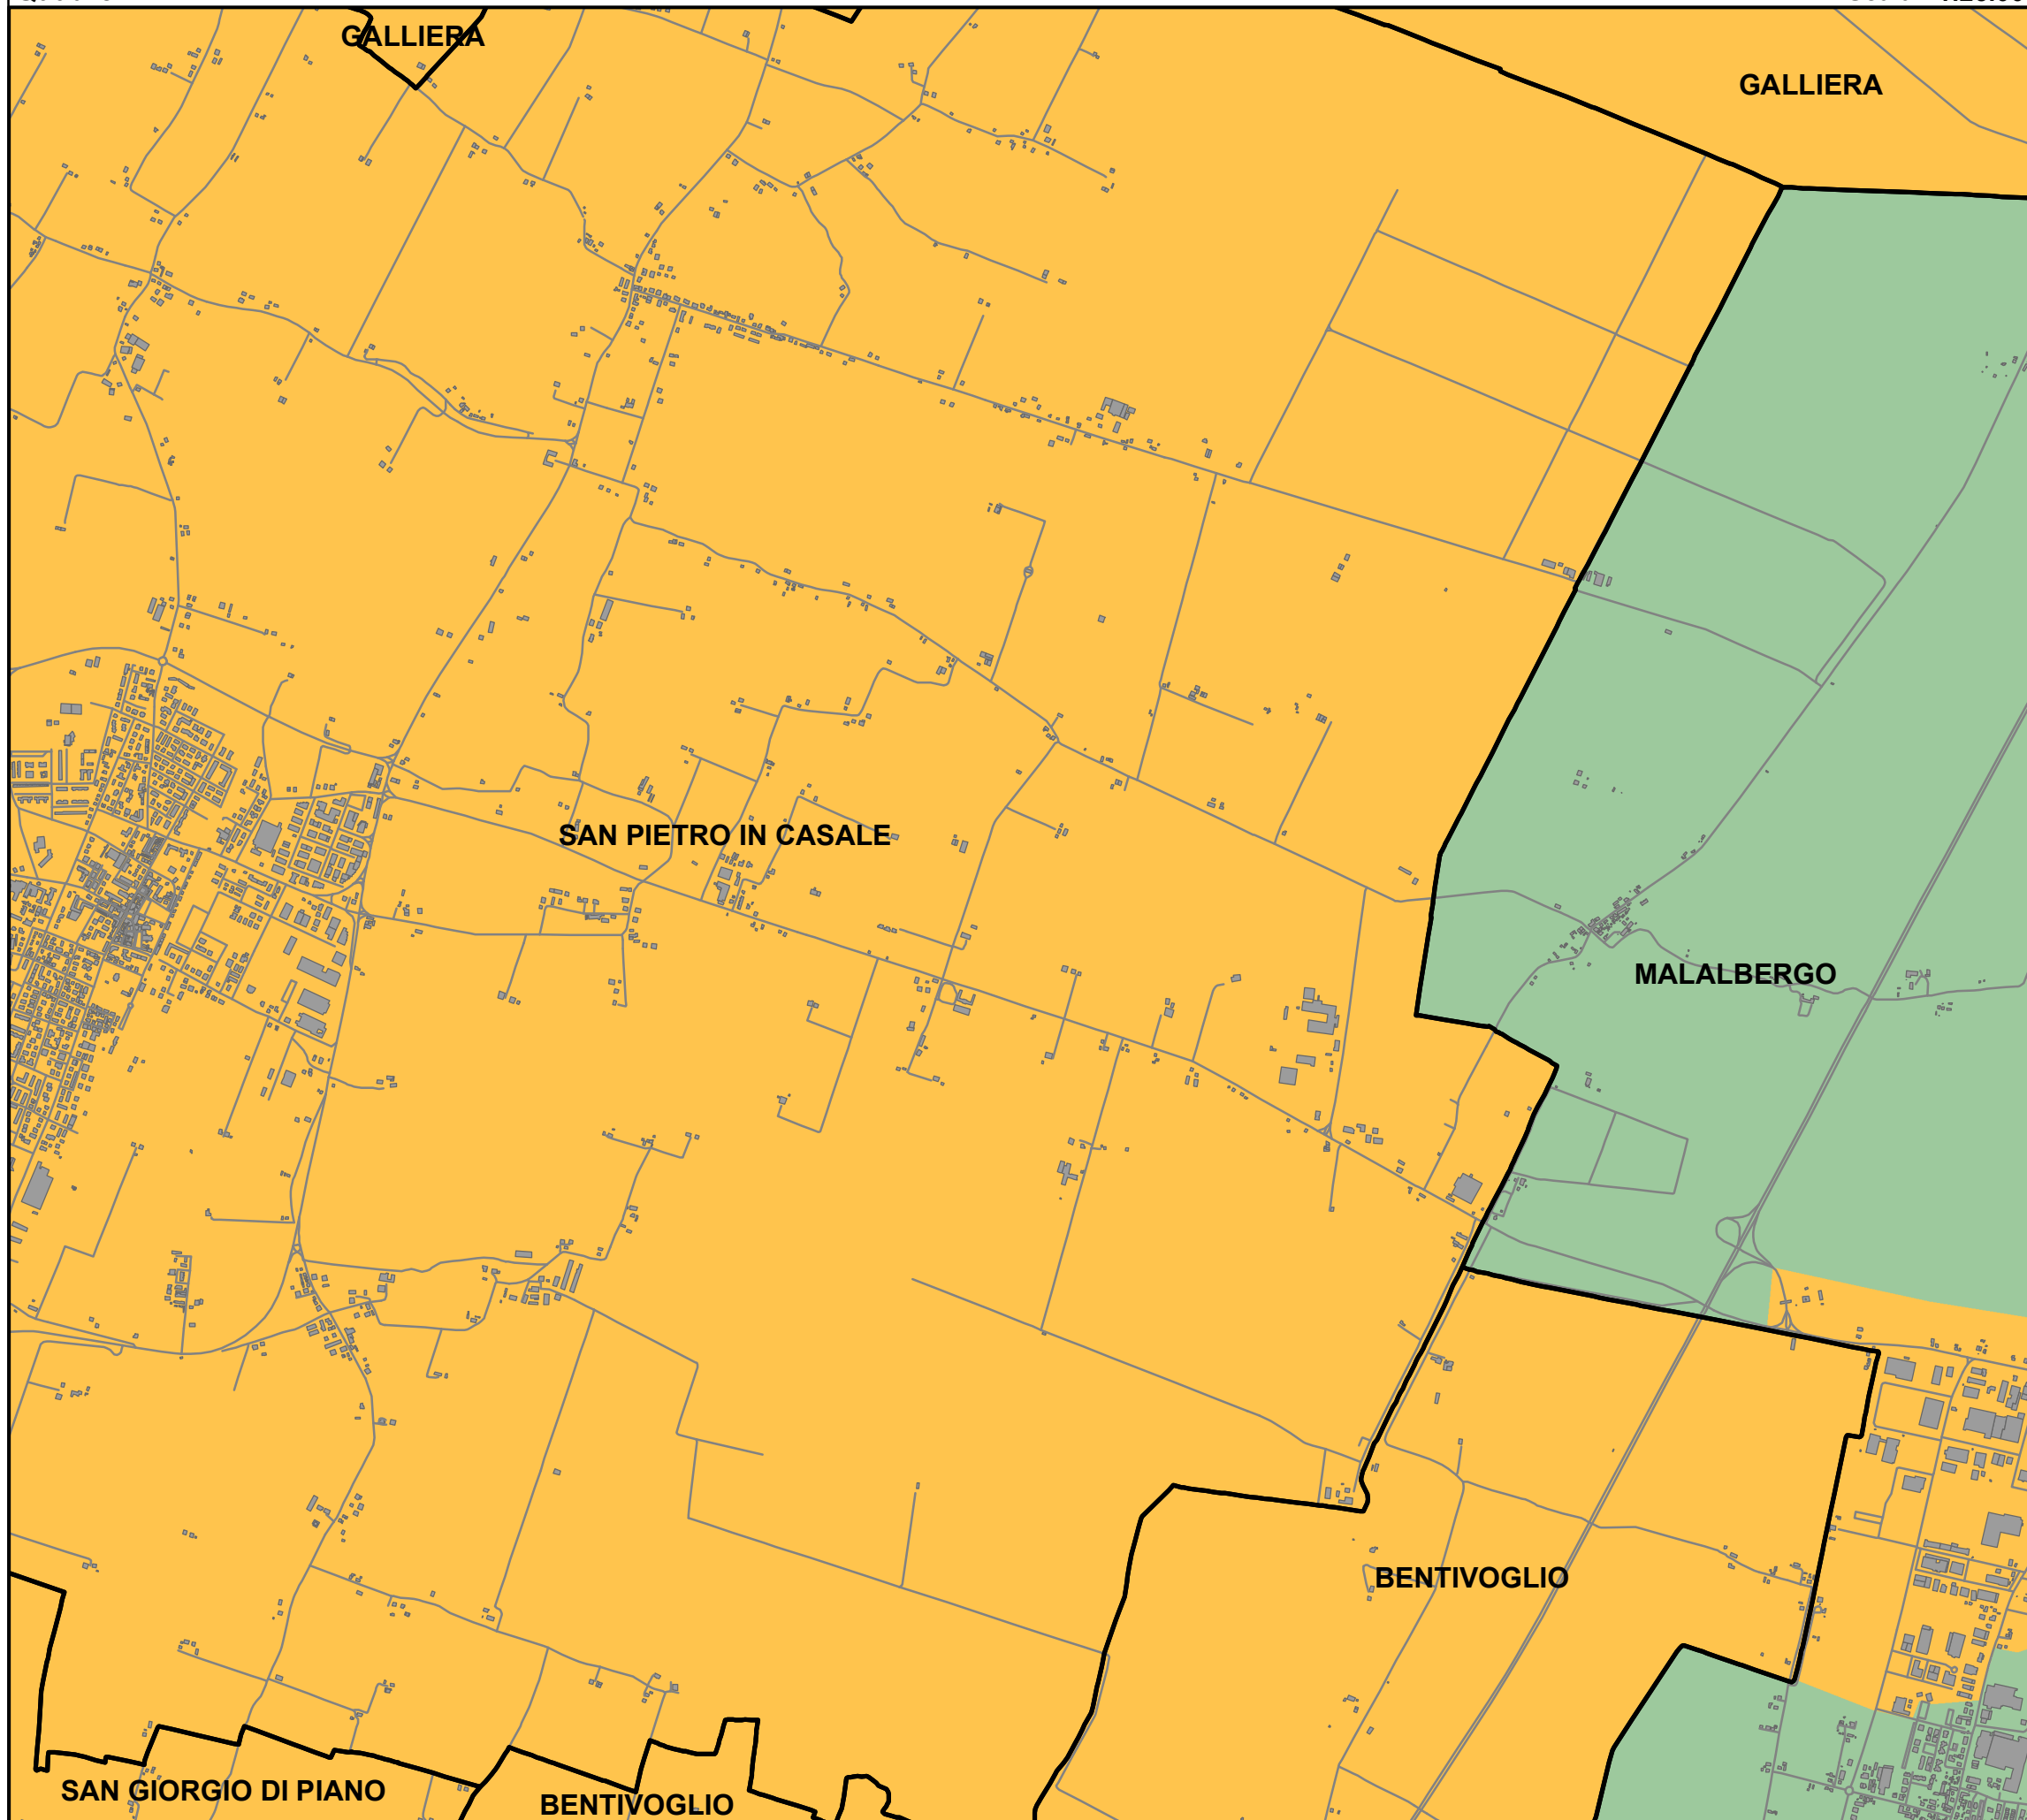 GALLIERA
GALLIERA
SAN PIETRO IN CASALE
MALALBERGO
BENTIVOGLIO
SAN GIORGIO DI PIANO
BENTIVOGLIO